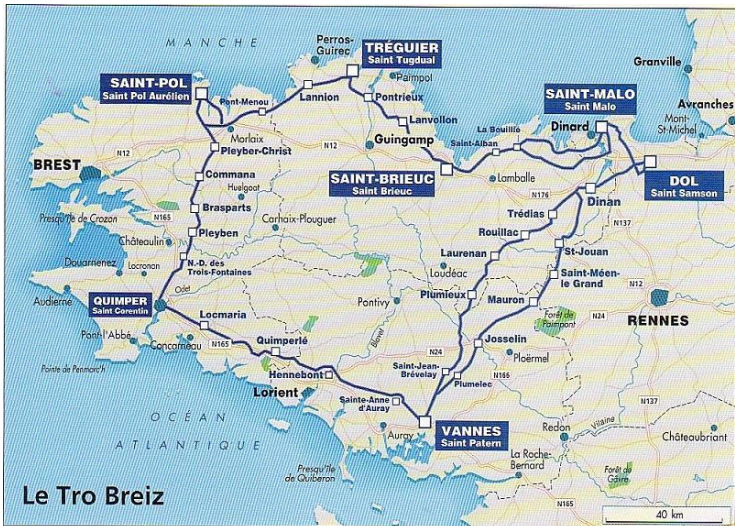 MANCHE
Perros-
Guirec
TRÉGUIER
Saint Tugdual
Paimpol
Granville
SAINT-POL
Saint Pol Aurélien
Pont-Menou
Lannion
Pontrieux
SAINT-MALO
Saint Malo
Avranches
Mont-
St-Michel
Morlaix
Lanvollon
La Bouillie
Dinard
N12
Pleyber-Christ
Guingamp
Saint-Alban
N12
BREST
Commana
SAINT-BRIEUC
Saint Brieuc
Lamballe
DOL
Saint Samson
Huelgoat
N176
Dinan
Presqu'île de Crozon
N165
Brasparts
Trédias
N137
Carhaix-Plouguer
Rouillac
Châteaulin
Pleyben
St-Jouan
Douarnenez
Locronon
N.-D. des
Trois-Fontaines
Laurenan
Loudéac
Saint-Méen-
le Grand
Audierne
QUIMPER
Saint Corentin
Odet
Plumieux
Mauron
Pontivy
RENNES
Locmaria
Forêt de
Paimpont
N24
Pont-l'Abbé
Concarneau
N165
Quimperlé
Blavet
Josselin
N24
Ploërmel
Pointe de Penmarc'h
Hennebont
Saint-Jean-
Brévelay
Plumelec
N166
Lorient
N137
Sainte-Anne
d'Auray
OCÉAN
ATLANTIQUE
Auray
VANNES
Saint Patern
Redon
Vilaine
Châteaubriant
Presqu'île
de Quiberon
La Roche-
Bernard
Forêt de
Gâvre
Le Tro Breiz
N165
N137
40 km